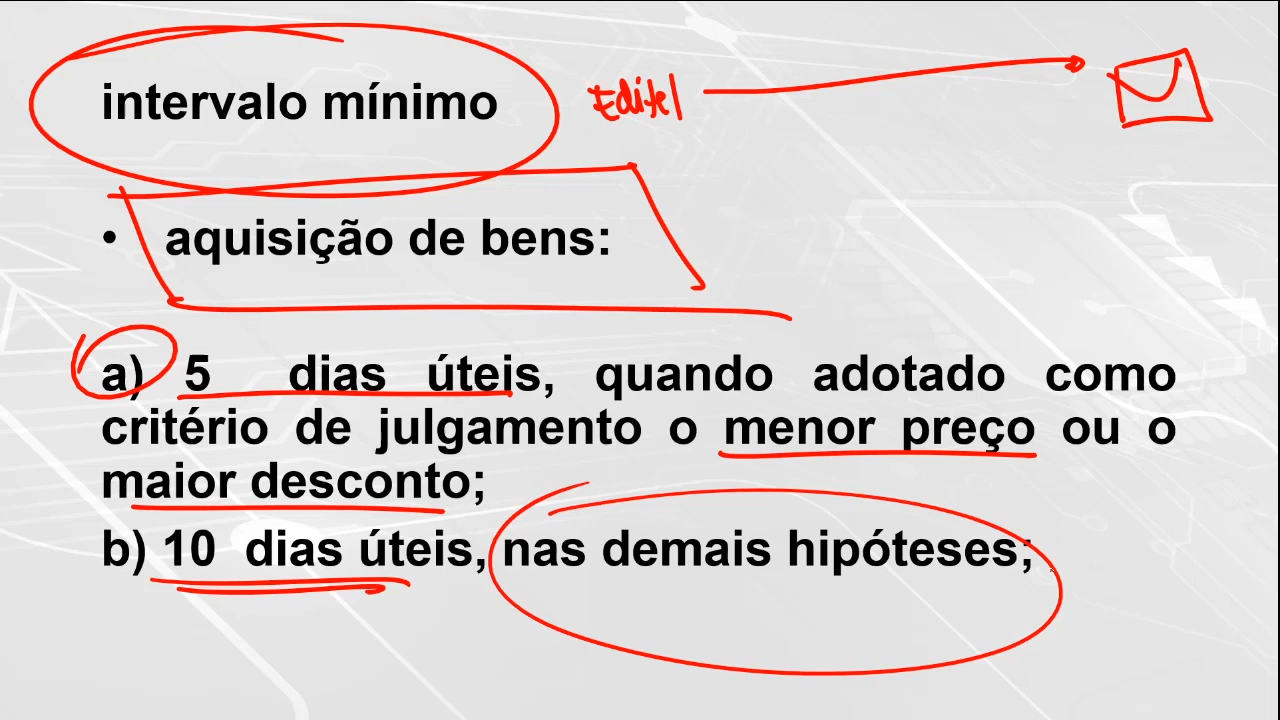 intervalo mínimo Edital
• aquisição de bens:
a) 5 dias úteis, quando adotado como
critério de julgamento o menor preço ou o
maior desconto;
b) 10 dias úteis, nas demais hipóteses;